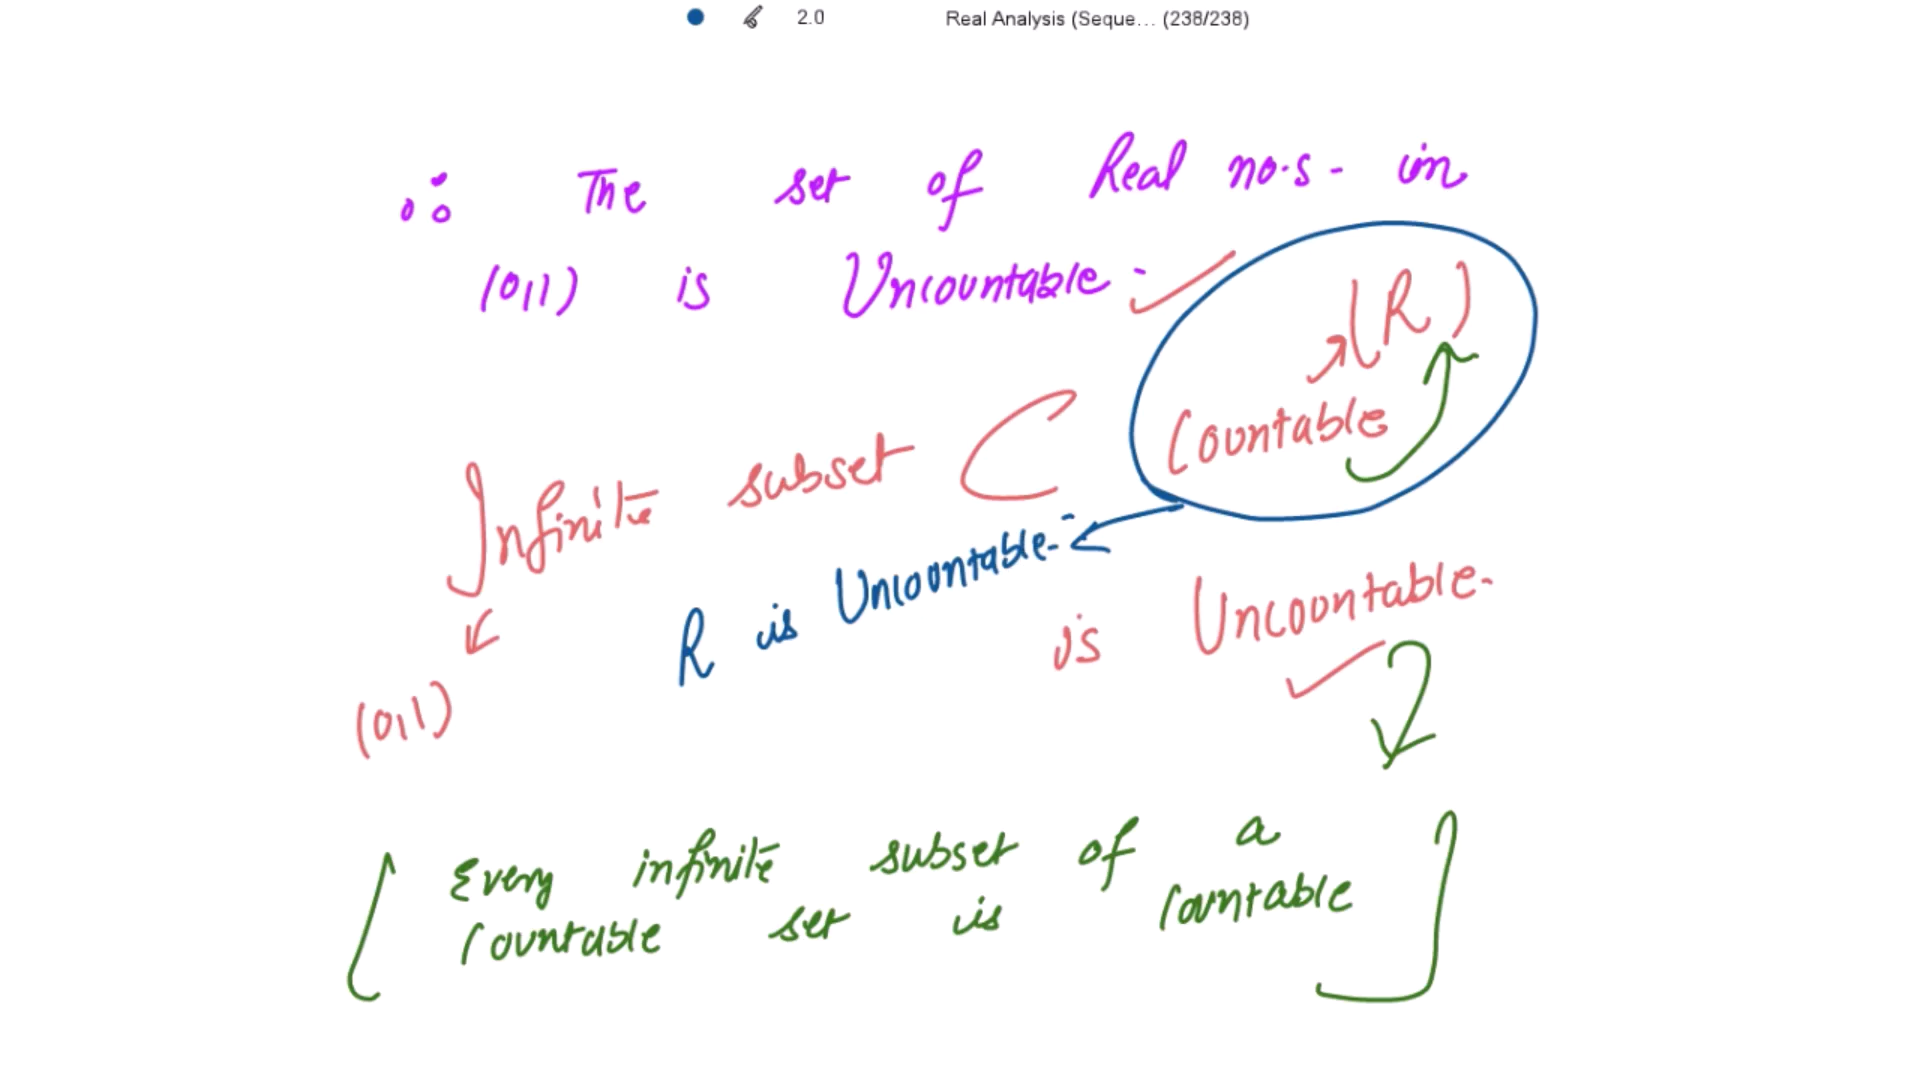 2.0 Real Analysis (Seque... (238/238)
∴ The set of Real no.s. in
(0,1) is Uncountable.
(R)
Infinite subset ⊂ Countable
R is Uncountable.
is Uncountable.
(0,1)
[ Every infinite subset of a
Countable set is Countable ]